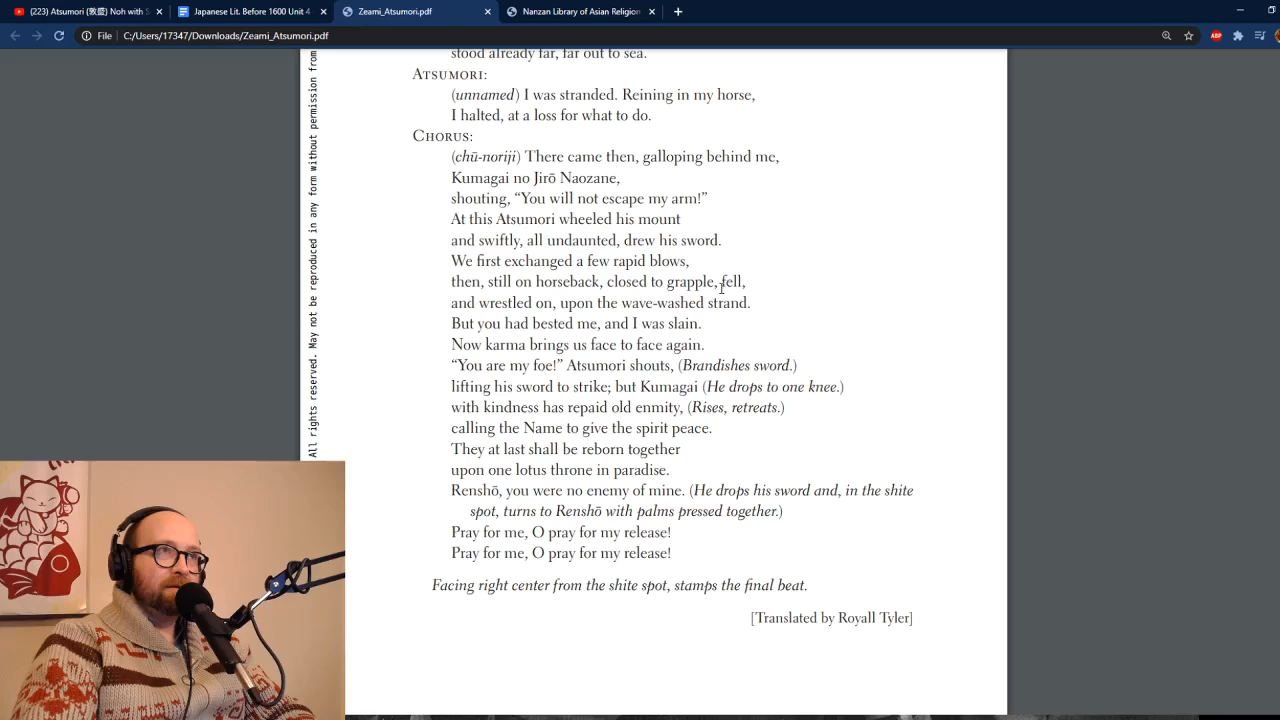 (223) Atsumori (敦盛) Noh with S
Japanese Lit. Before 1600 Unit 4
Zeami_Atsumori.pdf
Nanzan Library of Asian Religion
File
C:/Users/17347/Downloads/Zeami_Atsumori.pdf
ABP
All rights reserved. May not be reproduced in any form without permission from
stood already far, far out to sea.
ATSUMORI:
(unnamed) I was stranded. Reining in my horse,
I halted, at a loss for what to do.
CHORUS:
(chū-noriji) There came then, galloping behind me,
Kumagai no Jirō Naozane,
shouting, “You will not escape my arm!”
At this Atsumori wheeled his mount
and swiftly, all undaunted, drew his sword.
We first exchanged a few rapid blows,
then, still on horseback, closed to grapple, fell,
and wrestled on, upon the wave-washed strand.
But you had bested me, and I was slain.
Now karma brings us face to face again.
“You are my foe!” Atsumori shouts, (Brandishes sword.)
lifting his sword to strike; but Kumagai (He drops to one knee.)
with kindness has repaid old enmity, (Rises, retreats.)
calling the Name to give the spirit peace.
They at last shall be reborn together
upon one lotus throne in paradise.
Renshō, you were no enemy of mine. (He drops his sword and, in the shite
spot, turns to Renshō with palms pressed together.)
Pray for me, O pray for my release!
Pray for me, O pray for my release!
Facing right center from the shite spot, stamps the final beat.
[Translated by Royall Tyler]